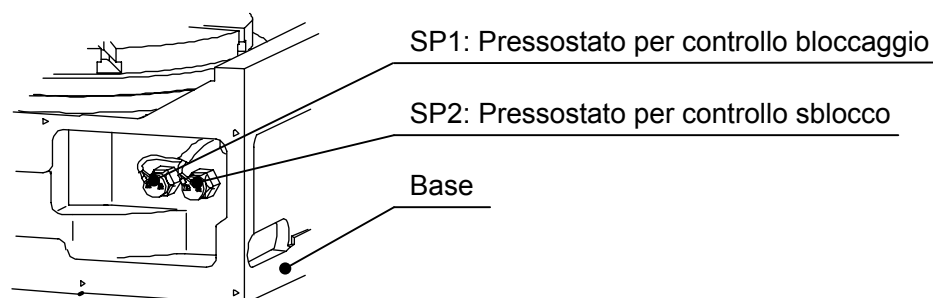 SP1: Pressostato per controllo bloccaggio
SP2: Pressostato per controllo sblocco
Base